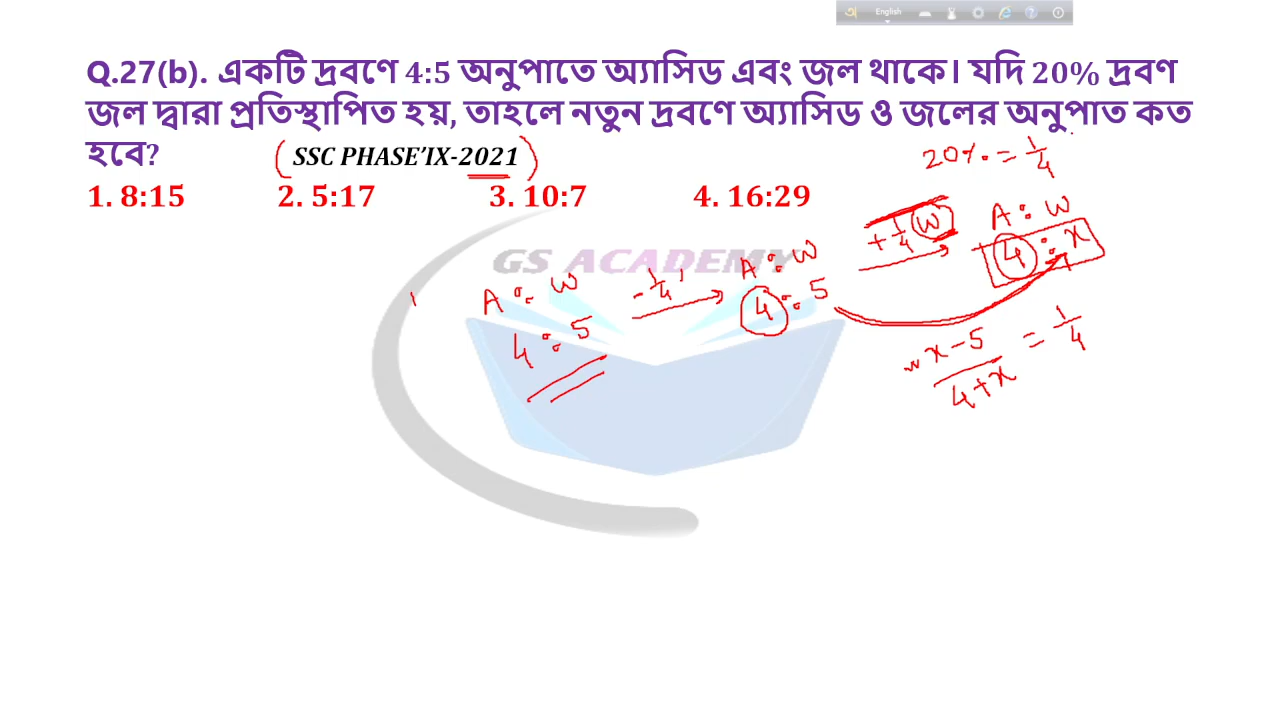 English
Q.27(b). একটি দ্রবণে 4:5 অনুপাতে অ্যাসিড এবং জল থাকে। যদি 20% দ্রবণ
জল দ্বারা প্রতিস্থাপিত হয়, তাহলে নতুন দ্রবণে অ্যাসিড ও জলের অনুপাত কত
হবে?
(SSC PHASE’IX-2021)
20% = 1/4
1. 8:15 2. 5:17 3. 10:7 4. 16:29
GS ACADEMY
A : W
4 : 5
- 1/4
A : W
4 : 5
+ 1/4 W
A : W
4 : x
x - 5 / 4 + x = 1/4